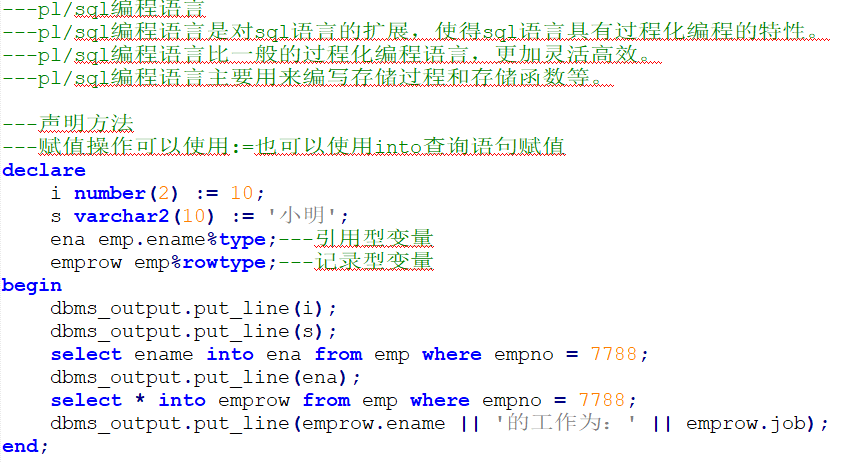 ---pl/sql编程语言
---pl/sql编程语言是对sql语言的扩展，使得sql语言具有过程化编程的特性。
---pl/sql编程语言比一般的过程化编程语言，更加灵活高效。
---pl/sql编程语言主要用来编写存储过程和存储函数等。
---声明方法
---赋值操作可以使用:=也可以使用into查询语句赋值
declare
    i number(2) := 10;
    s varchar2(10) := '小明';
    ena emp.ename%type;---引用型变量
    emprow emp%rowtype;---记录型变量
begin
    dbms_output.put_line(i);
    dbms_output.put_line(s);
    select ename into ena from emp where empno = 7788;
    dbms_output.put_line(ena);
    select * into emprow from emp where empno = 7788;
    dbms_output.put_line(emprow.ename || '的工作为：' || emprow.job);
end;